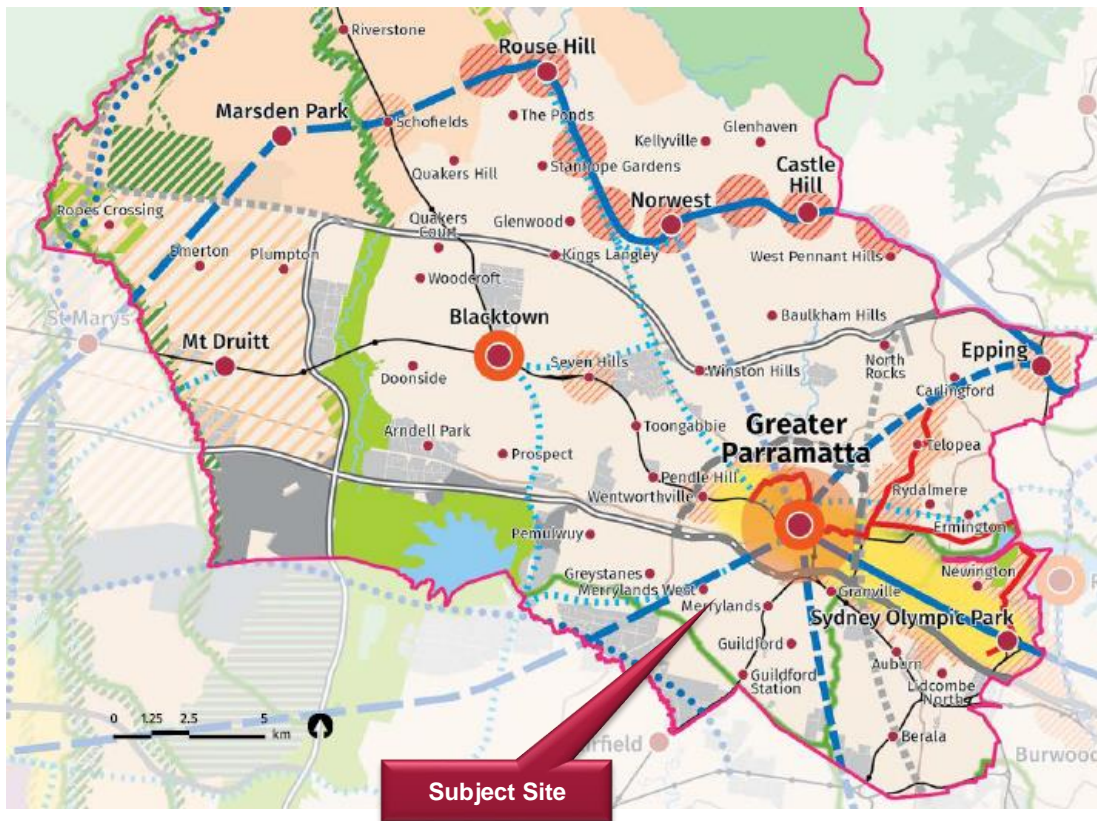 Riverstone
Rouse Hill
Marsden Park
Schofields
The Ponds
Kellyville
Glenhaven
Quakers Hill
Stanhope Gardens
Castle
Hill
Norwest
Ropes Crossing
Quakers
Court
Glenwood
Emerton
Plumpton
Kings Langley
West Pennant Hills
Woodcroft
St Marys
Blacktown
Baulkham Hills
Mt Druitt
Seven Hills
North
Rocks
Epping
Doonside
Winston Hills
Carlingford
Greater
Parramatta
Arndell Park
Toongabbie
Telopea
Prospect
Pendle Hill
Wentworthville
Rydalmere
Ermington
Pemulwuy
Newington
Greystanes
Merrylands West
Granville
Merrylands
Sydney Olympic Park
Guildford
Auburn
Guildford
Station
Lidcombe
North
0 1.25 2.5 5
km
Berala
Burwood
Subject Site